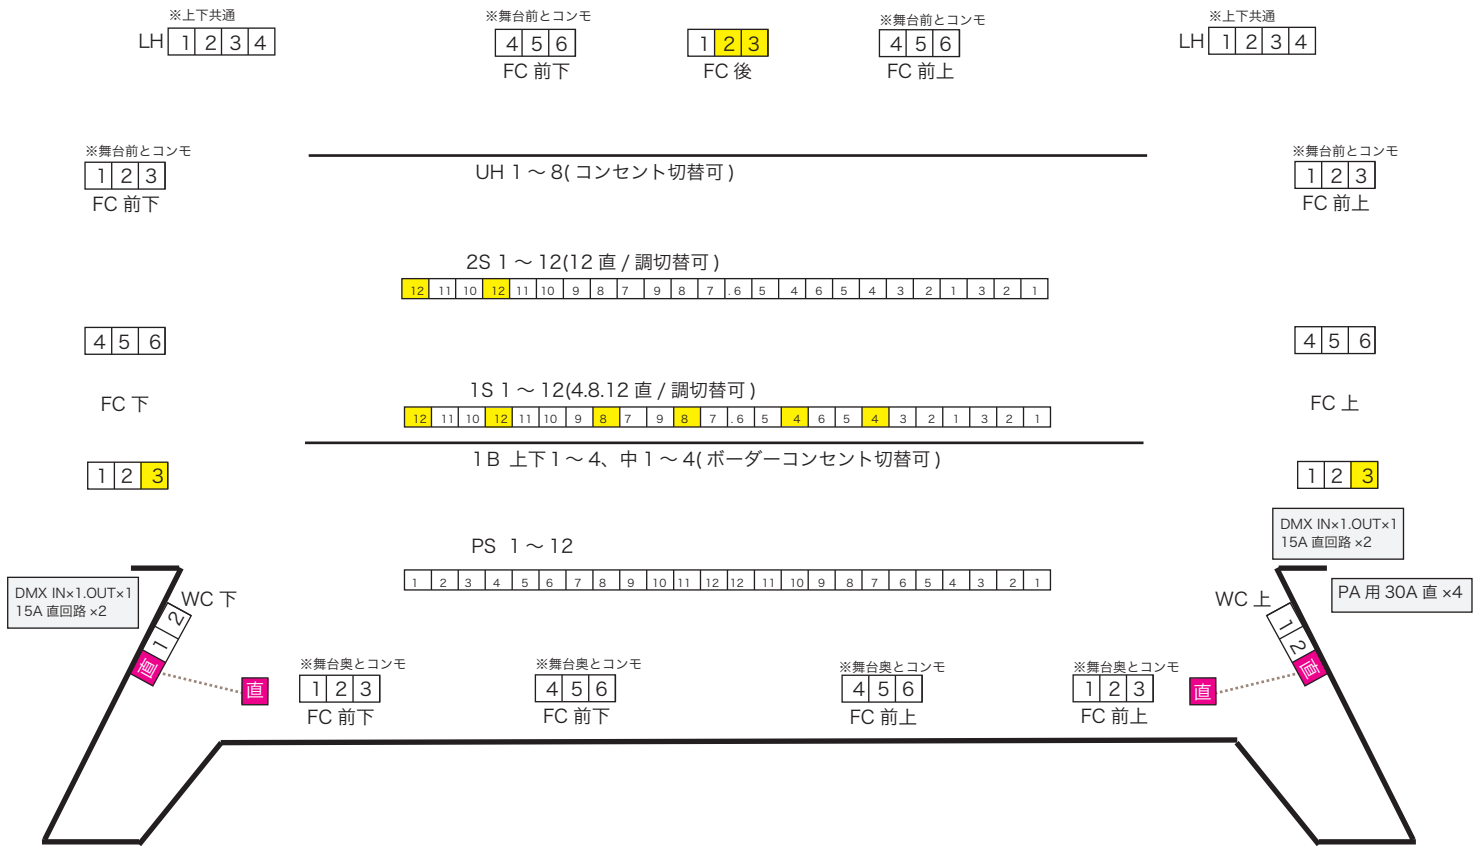 ※上下共通
LH 1 2 3 4
※舞台前とコンモ
4 5 6
FC 前下
1 2 3
FC 後
※舞台前とコンモ
4 5 6
FC 前上
※上下共通
LH 1 2 3 4
※舞台前とコンモ
1 2 3
FC 前下
UH 1 ～ 8( コンセント切替可 )
※舞台前とコンモ
1 2 3
FC 前上
2S 1 ～ 12(12 直 / 調切替可 )
12 11 10 12 11 10 9 8 7 9 8 7 .6 5 4 6 5 4 3 2 1 3 2 1
4 5 6
FC 下
1 2 3
1S 1 ～ 12(4.8.12 直 / 調切替可 )
12 11 10 12 11 10 9 8 7 9 8 7 .6 5 4 6 5 4 3 2 1 3 2 1
1B 上下 1 ～ 4、中 1 ～ 4( ボーダーコンセント切替可 )
4 5 6
FC 上
1 2 3
PS 1 ～ 12
1 2 3 4 5 6 7 8 9 10 11 12 12 11 10 9 8 7 6 5 4 3 2 1
DMX IN×1.OUT×1
15A 直回路 ×2
WC 下
1 2
直
直
DMX IN×1.OUT×1
15A 直回路 ×2
PA 用 30A 直 ×4
WC 上
1 2
直
直
※舞台奥とコンモ
1 2 3
FC 前下
※舞台奥とコンモ
4 5 6
FC 前下
※舞台奥とコンモ
4 5 6
FC 前上
※舞台奥とコンモ
1 2 3
FC 前上